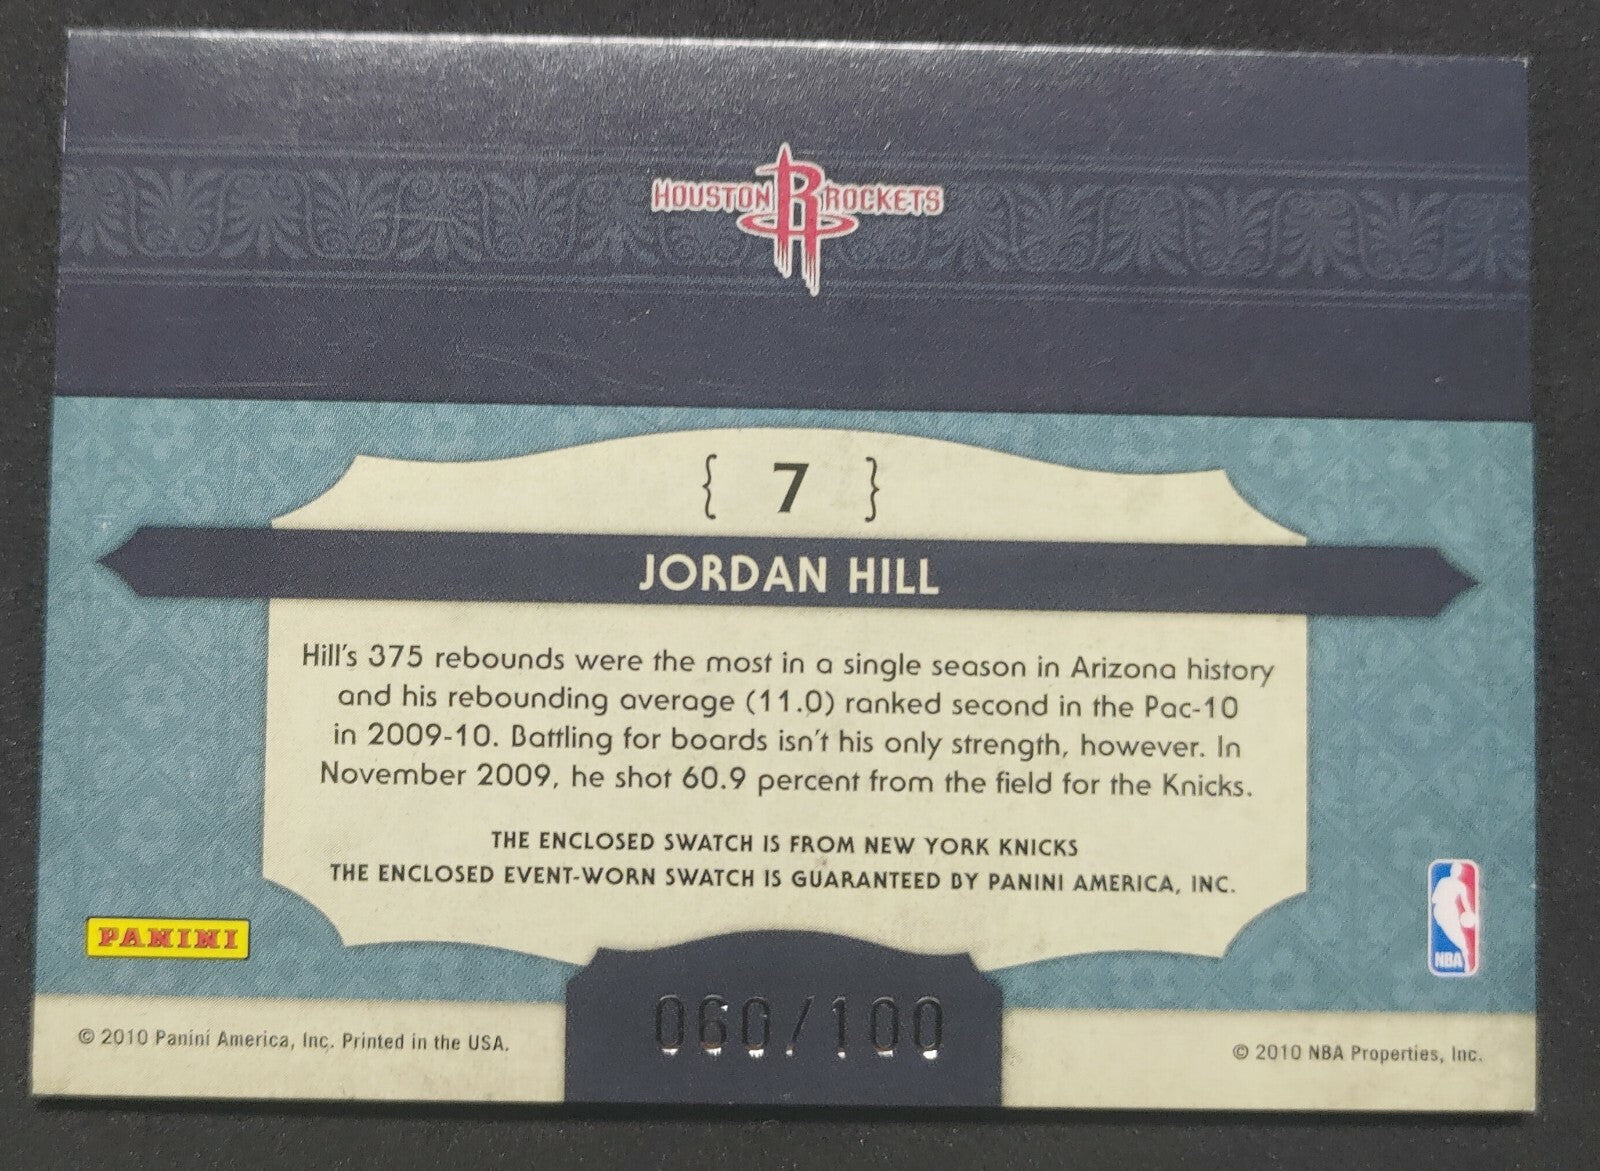 HOUSTON R ROCKETS
{ 7 }
JORDAN HILL
Hill's 375 rebounds were the most in a single season in Arizona history
and his rebounding average (11.0) ranked second in the Pac-10
in 2009-10. Battling for boards isn't his only strength, however. In
November 2009, he shot 60.9 percent from the field for the Knicks.
THE ENCLOSED SWATCH IS FROM NEW YORK KNICKS
THE ENCLOSED EVENT-WORN SWATCH IS GUARANTEED BY PANINI AMERICA, INC.
PANINI
NBA
060/100
© 2010 Panini America, Inc. Printed in the USA.
© 2010 NBA Properties, Inc.